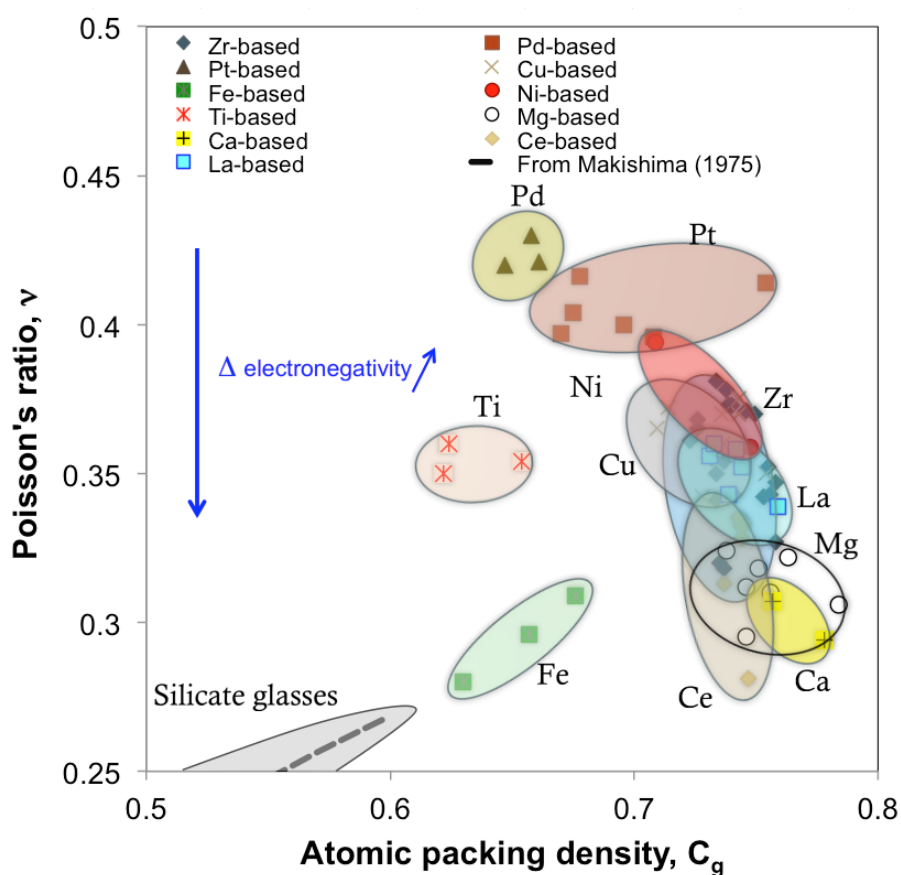 0.5
0.45
0.4
0.35
0.3
0.25
Poisson's ratio, ν
Zr-based
Pt-based
Fe-based
Ti-based
Ca-based
La-based
Pd-based
Cu-based
Ni-based
Mg-based
Ce-based
From Makishima (1975)
Pd
Pt
Δ electronegativity
Ni
Zr
Ti
Cu
La
Mg
Fe
Ce
Ca
Silicate glasses
0.5 0.6 0.7 0.8
Atomic packing density, Cg